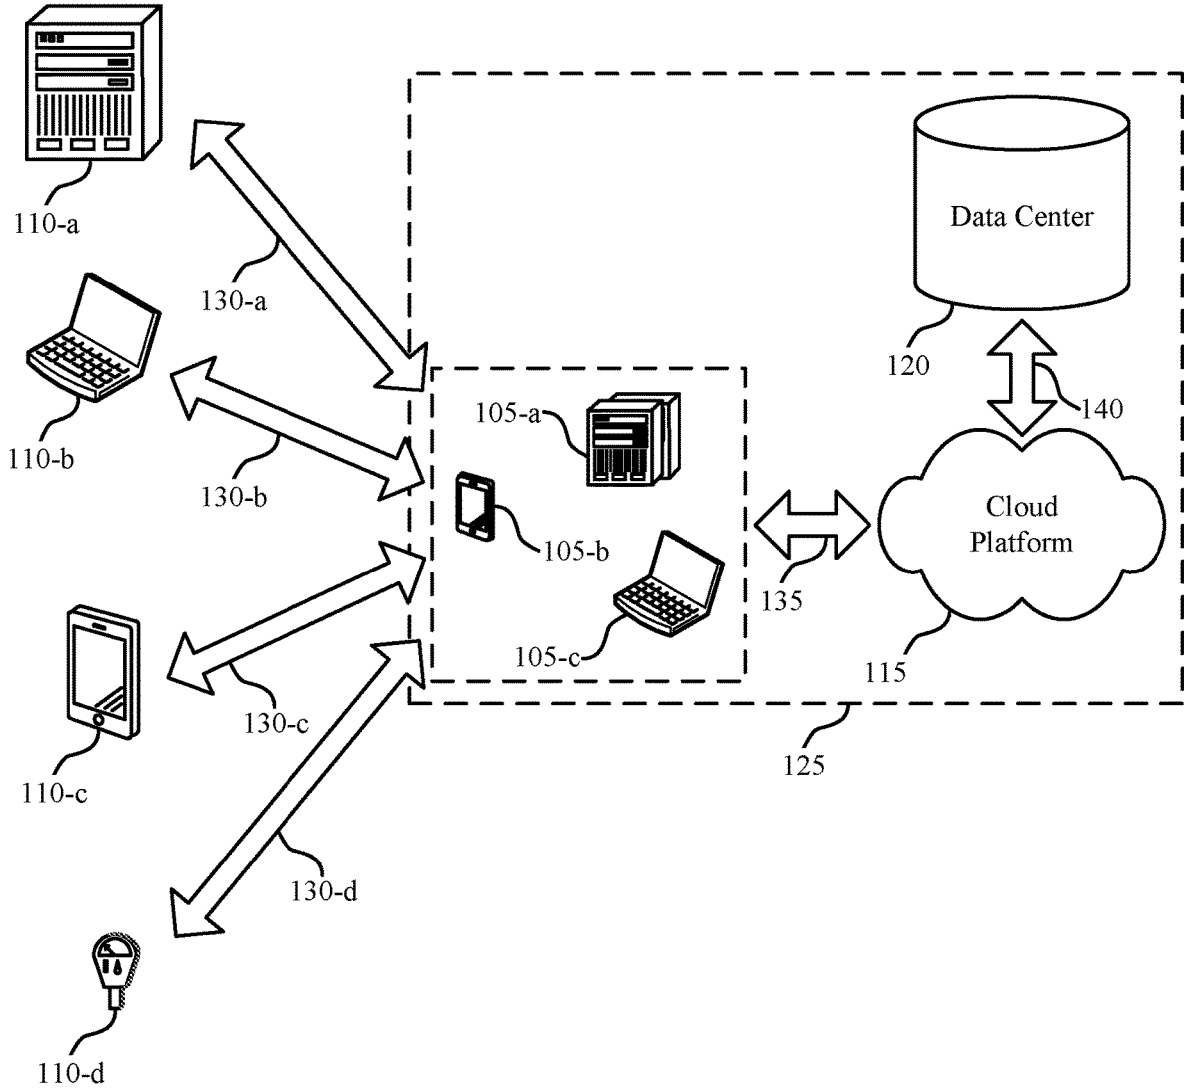 110-a
130-a
Data Center
120
140
105-a
110-b
130-b
105-b
Cloud
Platform
135
105-c
115
130-c
125
110-c
130-d
110-d